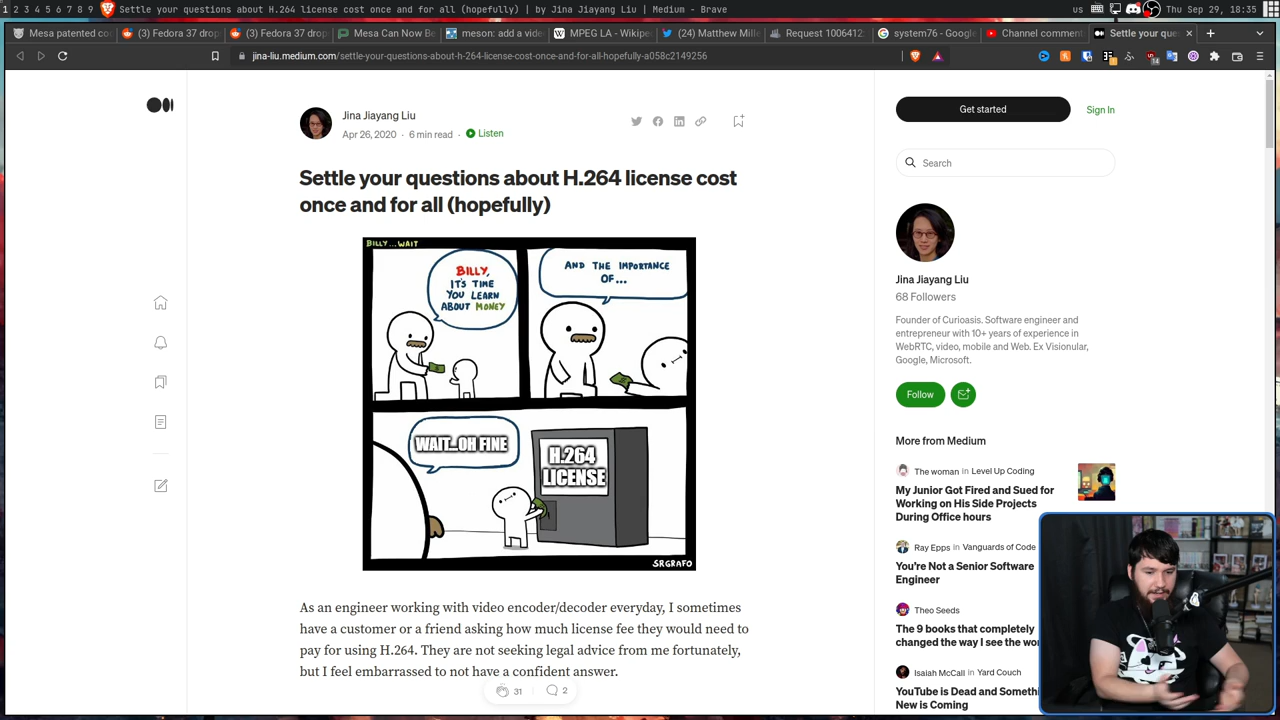 1 2 3 4 5 6 7 8 9
Settle your questions about H.264 license cost once and for all (hopefully) | by Jina Jiayang Liu | Medium - Brave
us
Thu Sep 29, 18:35
Mesa patented co
(3) Fedora 37 drop
(3) Fedora 37 drop
Mesa Can Now Be
meson: add a video
MPEG LA - Wikipe
(24) Matthew Mille
Request 1006412
system76 - Google
Channel comment
Settle your que
jina-liu.medium.com/settle-your-questions-about-h-264-license-cost-once-and-for-all-hopefully-a058c2149256
Jina Jiayang Liu
Apr 26, 2020 · 6 min read · Listen
Settle your questions about H.264 license cost
once and for all (hopefully)
BILLY...WAIT
BILLY,
IT'S TIME
YOU LEARN
ABOUT MONEY
AND THE IMPORTANCE
OF...
WAIT...OH FINE
H.264
LICENSE
SRGRAFO
As an engineer working with video encoder/decoder everyday, I sometimes
have a customer or a friend asking how much license fee they would need to
pay for using H.264. They are not seeking legal advice from me fortunately,
but I feel embarrassed to not have a confident answer.
31
2
Get started
Sign In
Search
Jina Jiayang Liu
68 Followers
Founder of Curioasis. Software engineer and
entrepreneur with 10+ years of experience in
WebRTC, video, mobile and Web. Ex Visionular,
Google, Microsoft.
Follow
More from Medium
The woman in Level Up Coding
My Junior Got Fired and Sued for
Working on His Side Projects
During Office hours
Ray Epps in Vanguards of Code
You're Not a Senior Software
Engineer
Theo Seeds
The 9 books that completely
changed the way I see the wor
Isaiah McCall in Yard Couch
YouTube is Dead and Somethi
New is Coming